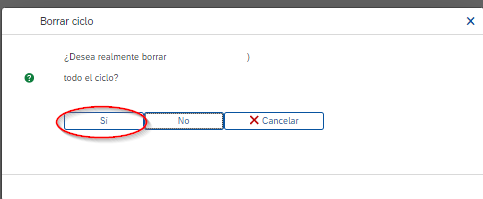 Borrar ciclo
¿Desea realmente borrar )
todo el ciclo?
Sí
No
Cancelar